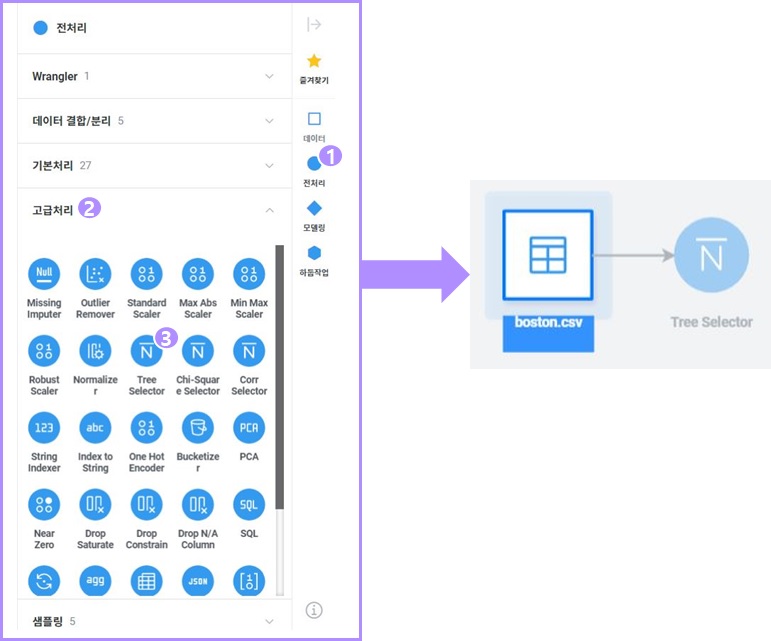 전처리
Wrangler 1
데이터 결합/분리 5
기본처리 27
고급처리 2
Null
Missing
Imputer
Outlier
Remover
Standard
Scaler
Max Abs
Scaler
Min Max
Scaler
3
Robust
Scaler
Normalize
r
N
Tree
Selector
N
Chi-Squar
e Selector
N
Corr
Selector
123
String
Indexer
abc
Index to
String
One Hot
Encoder
Bucketize
r
PCA
PCA
Near
Zero
Drop
Saturate
Drop
Constrain
Drop N/A
Column
SQL
SQL
agg
JSON
샘플링 5
즐겨찾기
데이터
1
전처리
모델링
하둡작업
boston.csv
N
Tree Selector